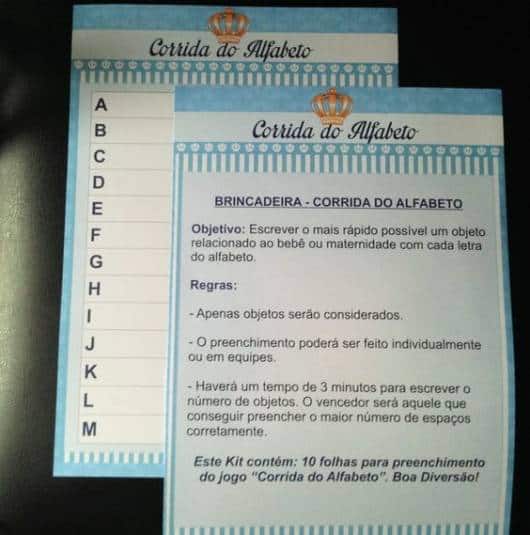 Corrida do Alfabeto
A
B
C
D
E
F
G
H
I
J
K
L
M
Corrida do Alfabeto
BRINCADEIRA - CORRIDA DO ALFABETO
Objetivo: Escrever o mais rápido possível um objeto
relacionado ao bebê ou maternidade com cada letra
do alfabeto.
Regras:
- Apenas objetos serão considerados.
- O preenchimento poderá ser feito individualmente
ou em equipes.
- Haverá um tempo de 3 minutos para escrever o
número de objetos. O vencedor será aquele que
conseguir preencher o maior número de espaços
corretamente.
Este Kit contém: 10 folhas para preenchimento
do jogo “Corrida do Alfabeto”. Boa Diversão!